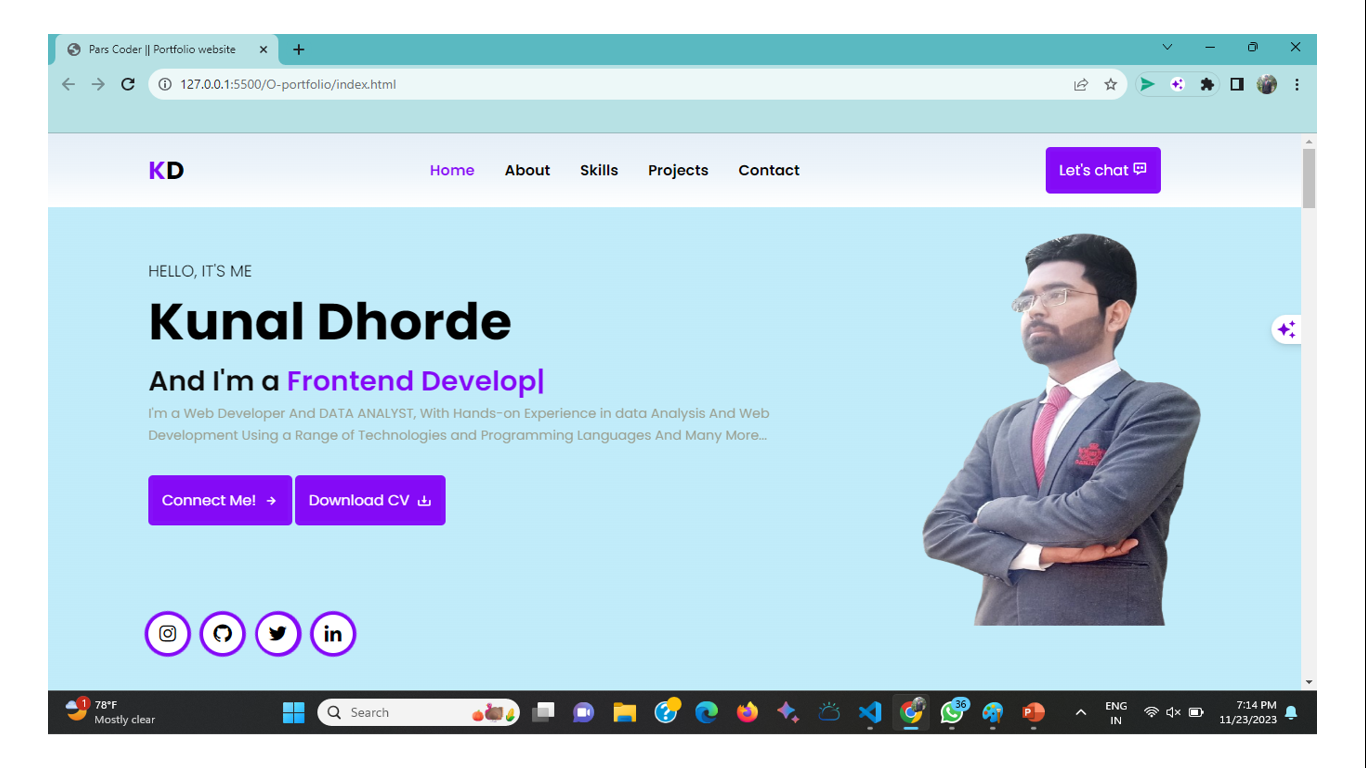 Pars Coder || Portfolio website
127.0.0.1:5500/O-portfolio/index.html
KD
Home
About
Skills
Projects
Contact
Let's chat
HELLO, IT'S ME
Kunal Dhorde
And I'm a Frontend Develop|
I'm a Web Developer And DATA ANALYST, With Hands-on Experience in data Analysis And Web
Development Using a Range of Technologies and Programming Languages And Many More...
Connect Me!
Download CV
in
1
78°F
Mostly clear
Search
36
P
ENG
IN
7:14 PM
11/23/2023